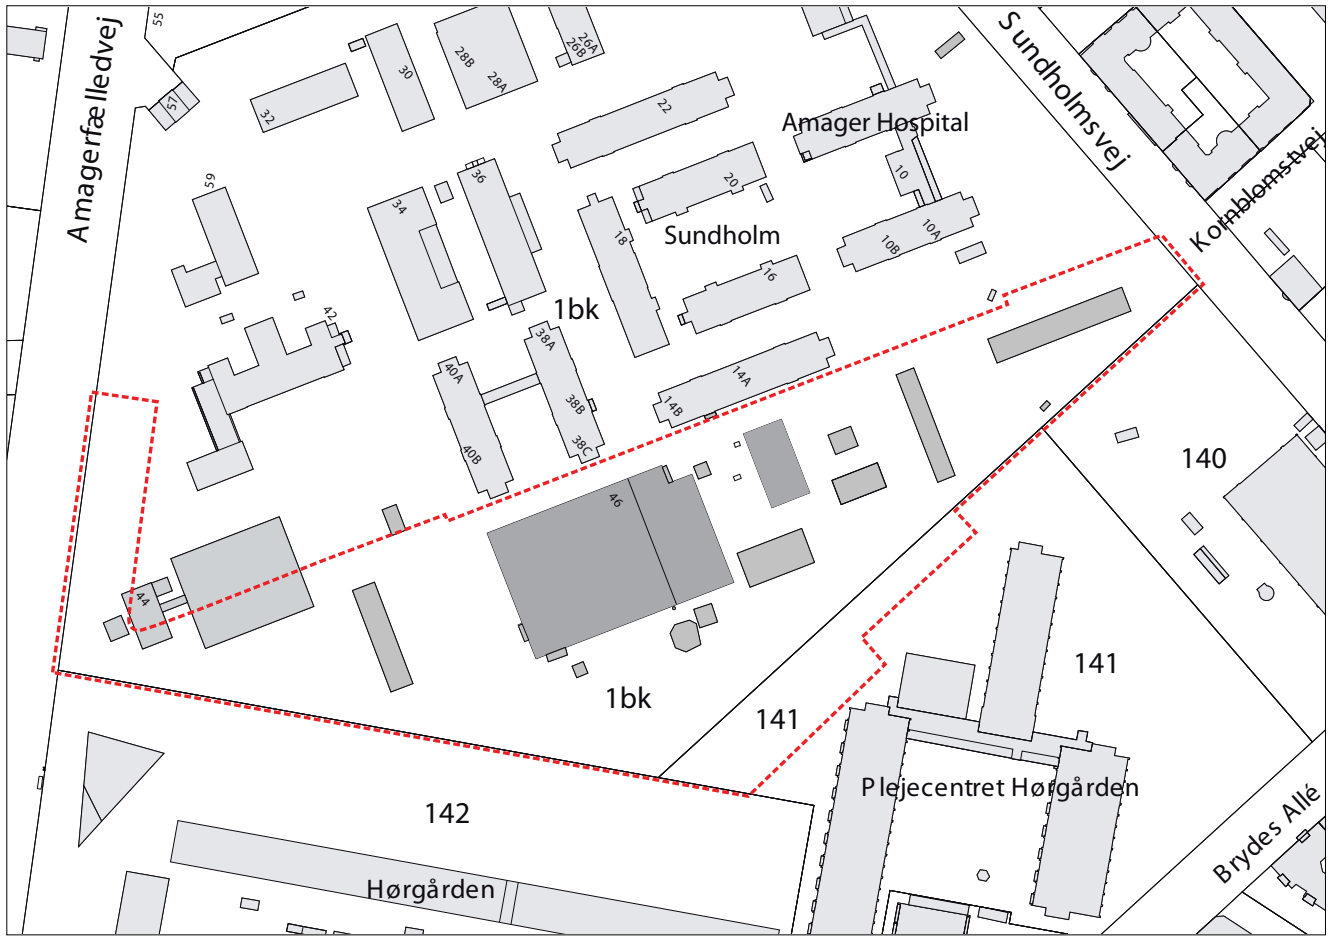 Amagerfælledvej
55
57
59
32
30
28B
28A
26A
26B
22
Amager Hospital
Sundholmsvej
Kornblomstvej
10
10A
10B
20
Sundholm
18
16
34
36
42
1bk
38A
38B
38C
40A
40B
14A
14B
46
44
140
141
1bk
141
142
Plejecentret Hørgården
Hørgården
Brydes Allé